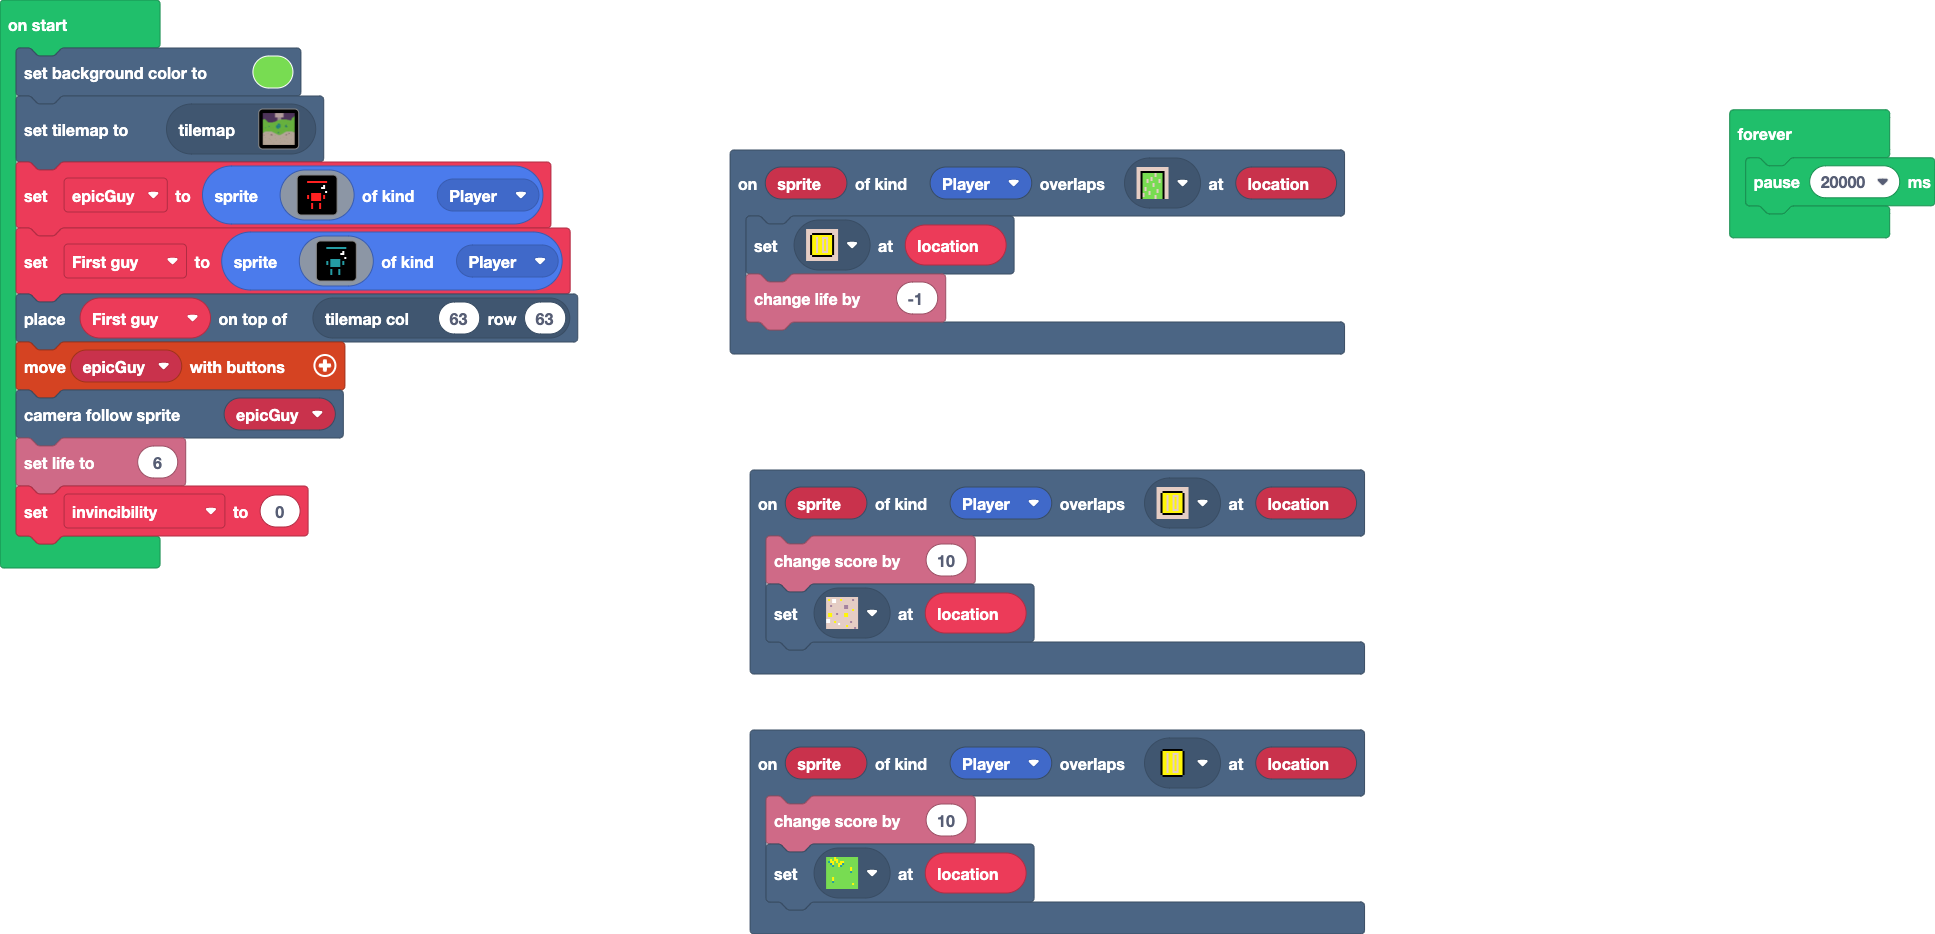 on start
set background color to
set tilemap to tilemap
set epicGuy to sprite of kind Player
set First guy to sprite of kind Player
place First guy on top of tilemap col 63 row 63
move epicGuy with buttons
camera follow sprite epicGuy
set life to 6
set invincibility to 0
on sprite of kind Player overlaps at location
set at location
change life by -1
on sprite of kind Player overlaps at location
change score by 10
set at location
on sprite of kind Player overlaps at location
change score by 10
set at location
forever
pause 20000 ms